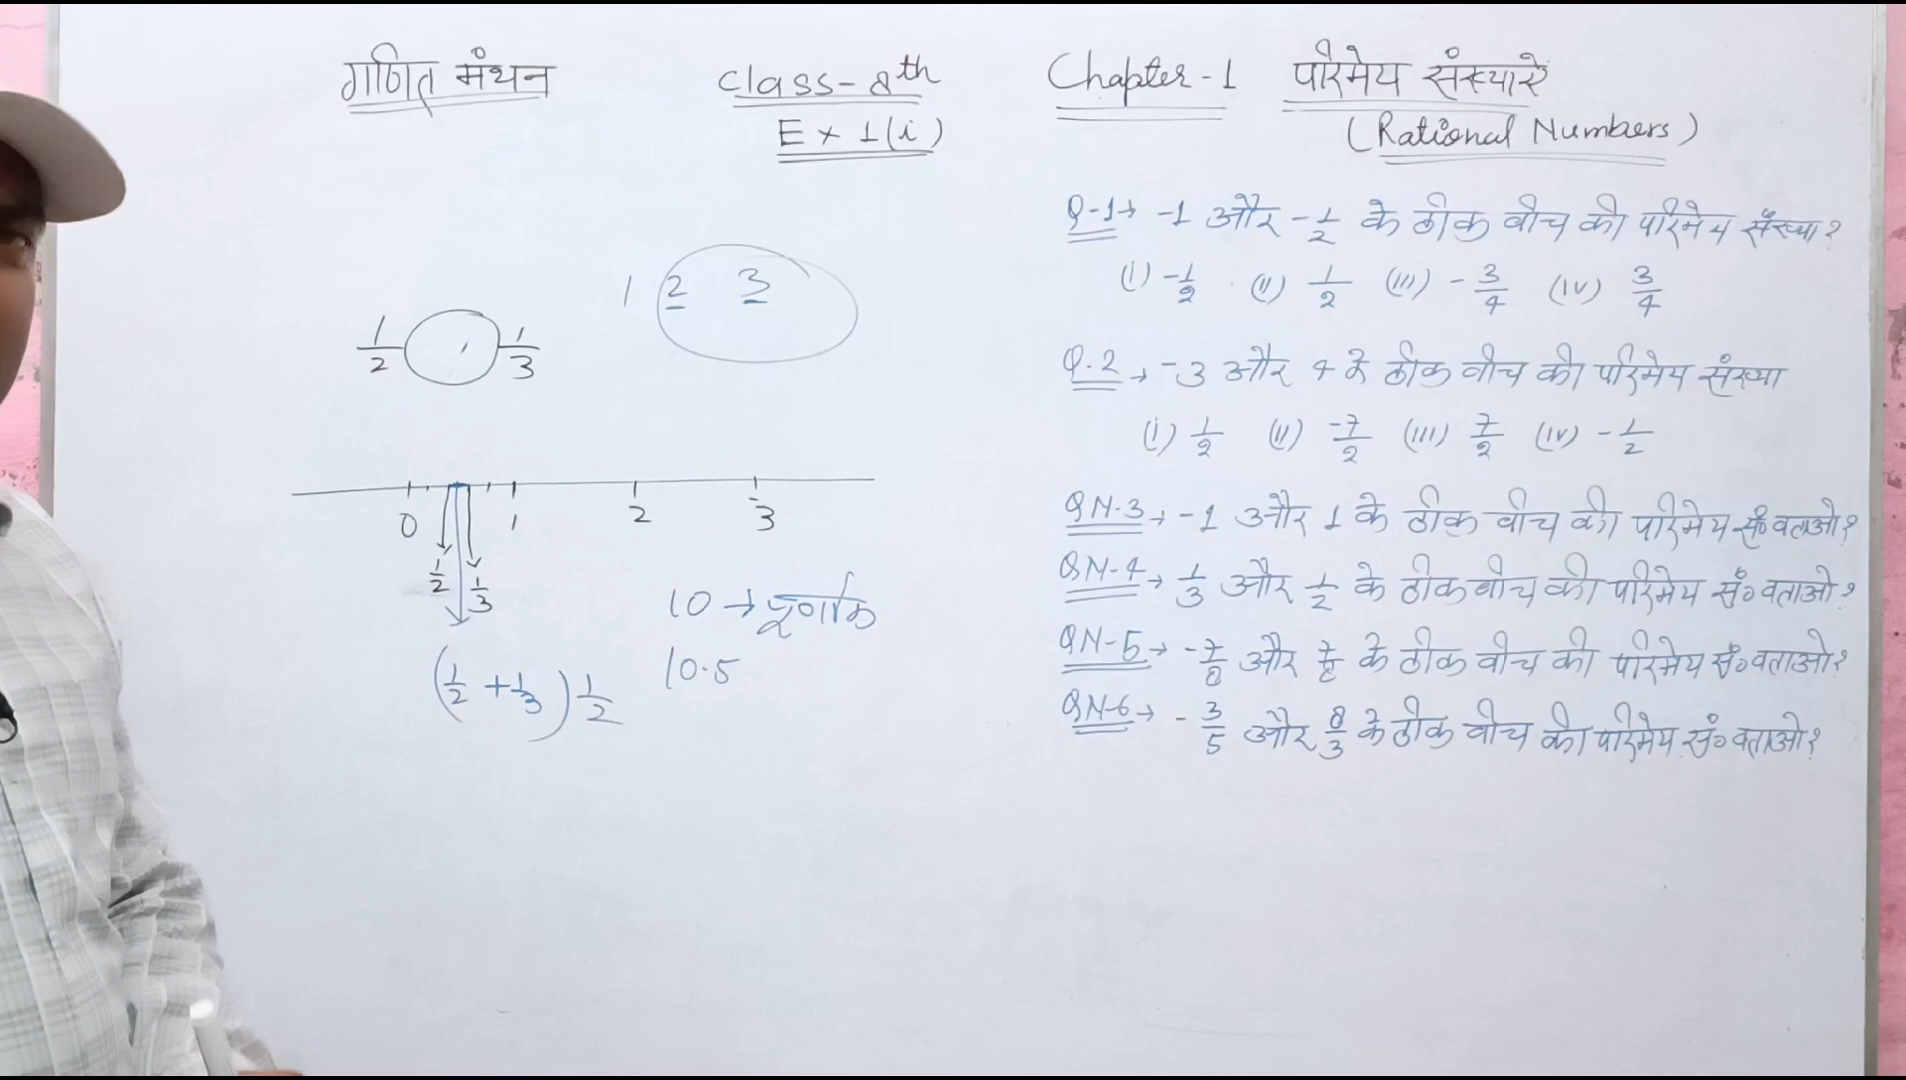 गणित मंथन
Class - 8th
Ex 1(i)
Chapter - 1 परिमेय संख्याऐं
(Rational Numbers)
1 2 3
1/2 1/3
0 1 2 3
1/2 1/3
(1/2 + 1/3) 1/2
10 → पूर्णांक
10.5
Q-1→ -1 और -1/2 के ठीक बीच की परिमेय संख्या?
(i) -1/2 (ii) 1/2 (iii) -3/4 (iv) 3/4
Q.2 → -3 और 4 के ठीक बीच की परिमेय संख्या
(i) 1/2 (ii) -7/2 (iii) 7/2 (iv) -1/2
QN.3 → -1 और 1 के ठीक बीच की परिमेय सं० बताओ?
QN-4 → 1/3 और 1/2 के ठीक बीच की परिमेय सं० बताओ?
QN-5 → -7/8 और 7/8 के ठीक बीच की परिमेय सं० बताओ?
QN-6 → -3/5 और 8/3 के ठीक बीच की परिमेय सं० बताओ?